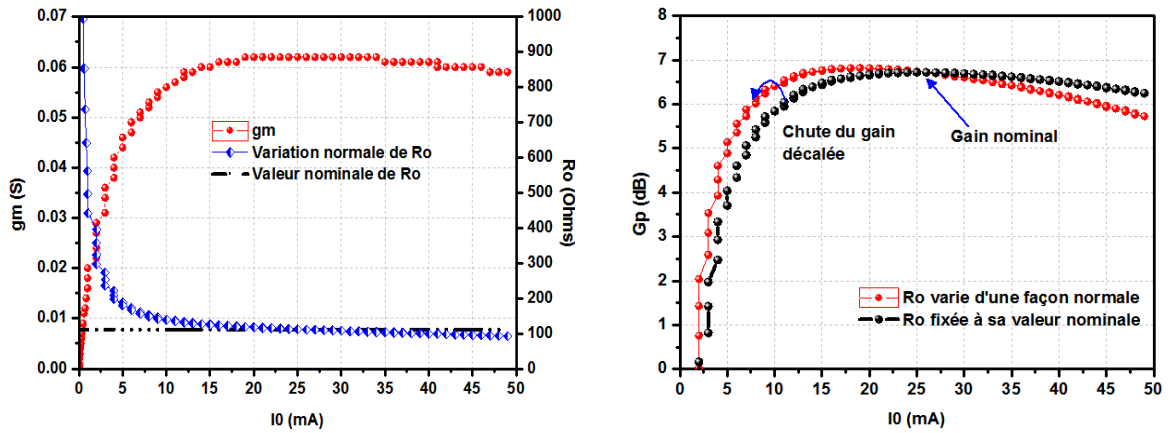 0.07
0.06
0.05
0.04
0.03
0.02
0.01
0.00
gm (S)
0 5 10 15 20 25 30 35 40 45 50
I0 (mA)
1000
900
800
700
600
500
400
300
200
100
0
Ro (Ohms)
gm
Variation normale de Ro
Valeur nominale de Ro
8
7
6
5
4
3
2
1
0
Gp (dB)
0 5 10 15 20 25 30 35 40 45 50
I0 (mA)
Chute du gain
décalée
Gain nominal
Ro varie d'une façon normale
Ro fixée à sa valeur nominale